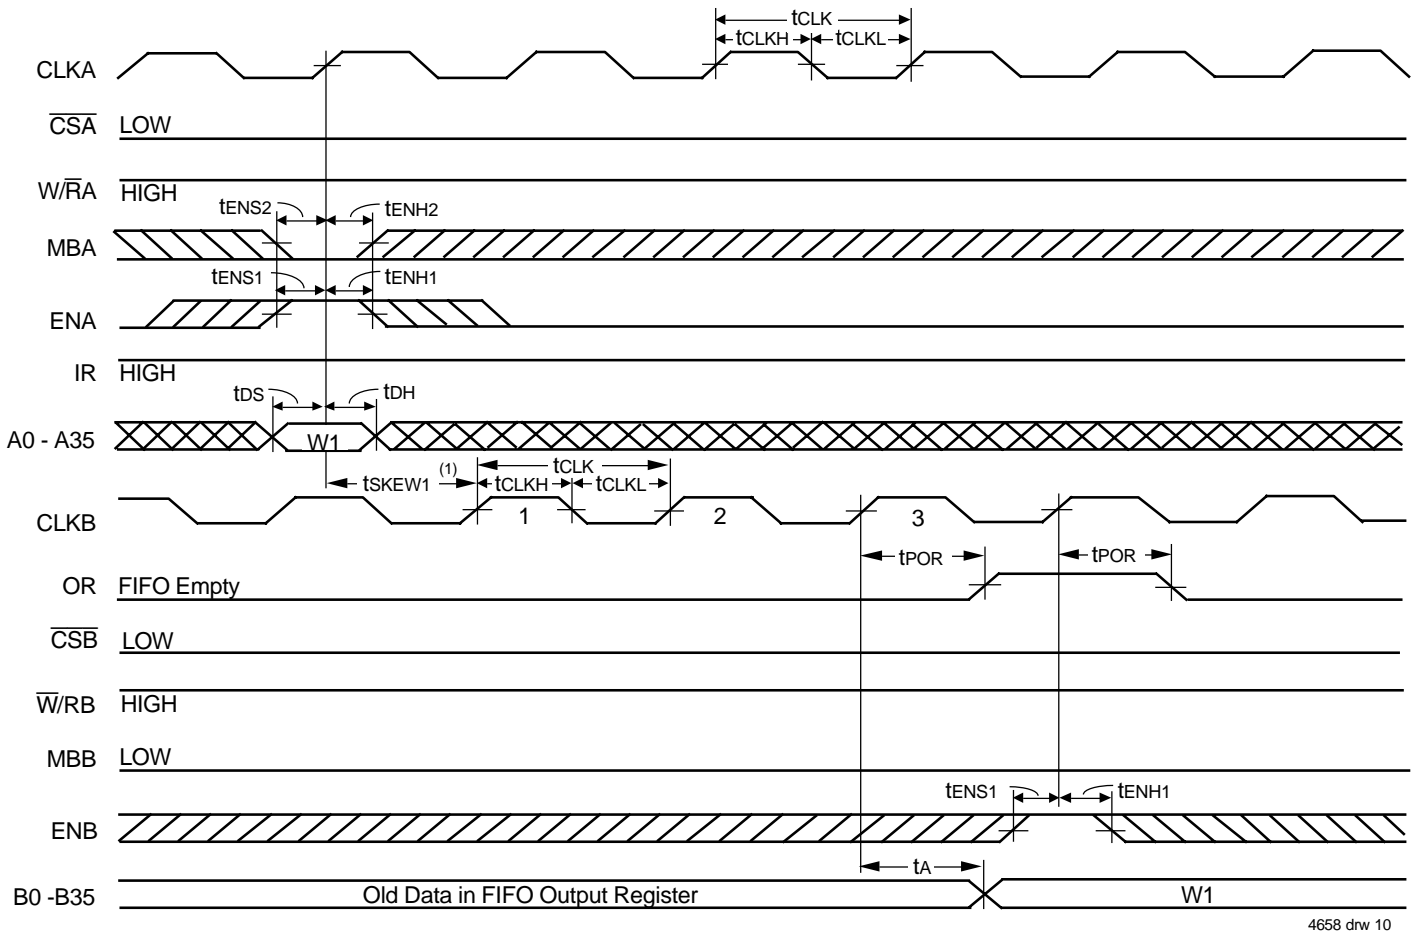 tCLK
tCLKH tCLKL
CLKA
CSA LOW
W/RA HIGH
tENS2 tENH2
MBA
tENS1 tENH1
ENA
IR HIGH
tDS tDH
A0 - A35 W1
tSKEW1 (1) tCLK
tCLKH tCLKL
CLKB 1 2 3
tPOR tPOR
OR FIFO Empty
CSB LOW
W/RB HIGH
MBB LOW
tENS1 tENH1
ENB
tA
B0 -B35 Old Data in FIFO Output Register W1
4658 drw 10